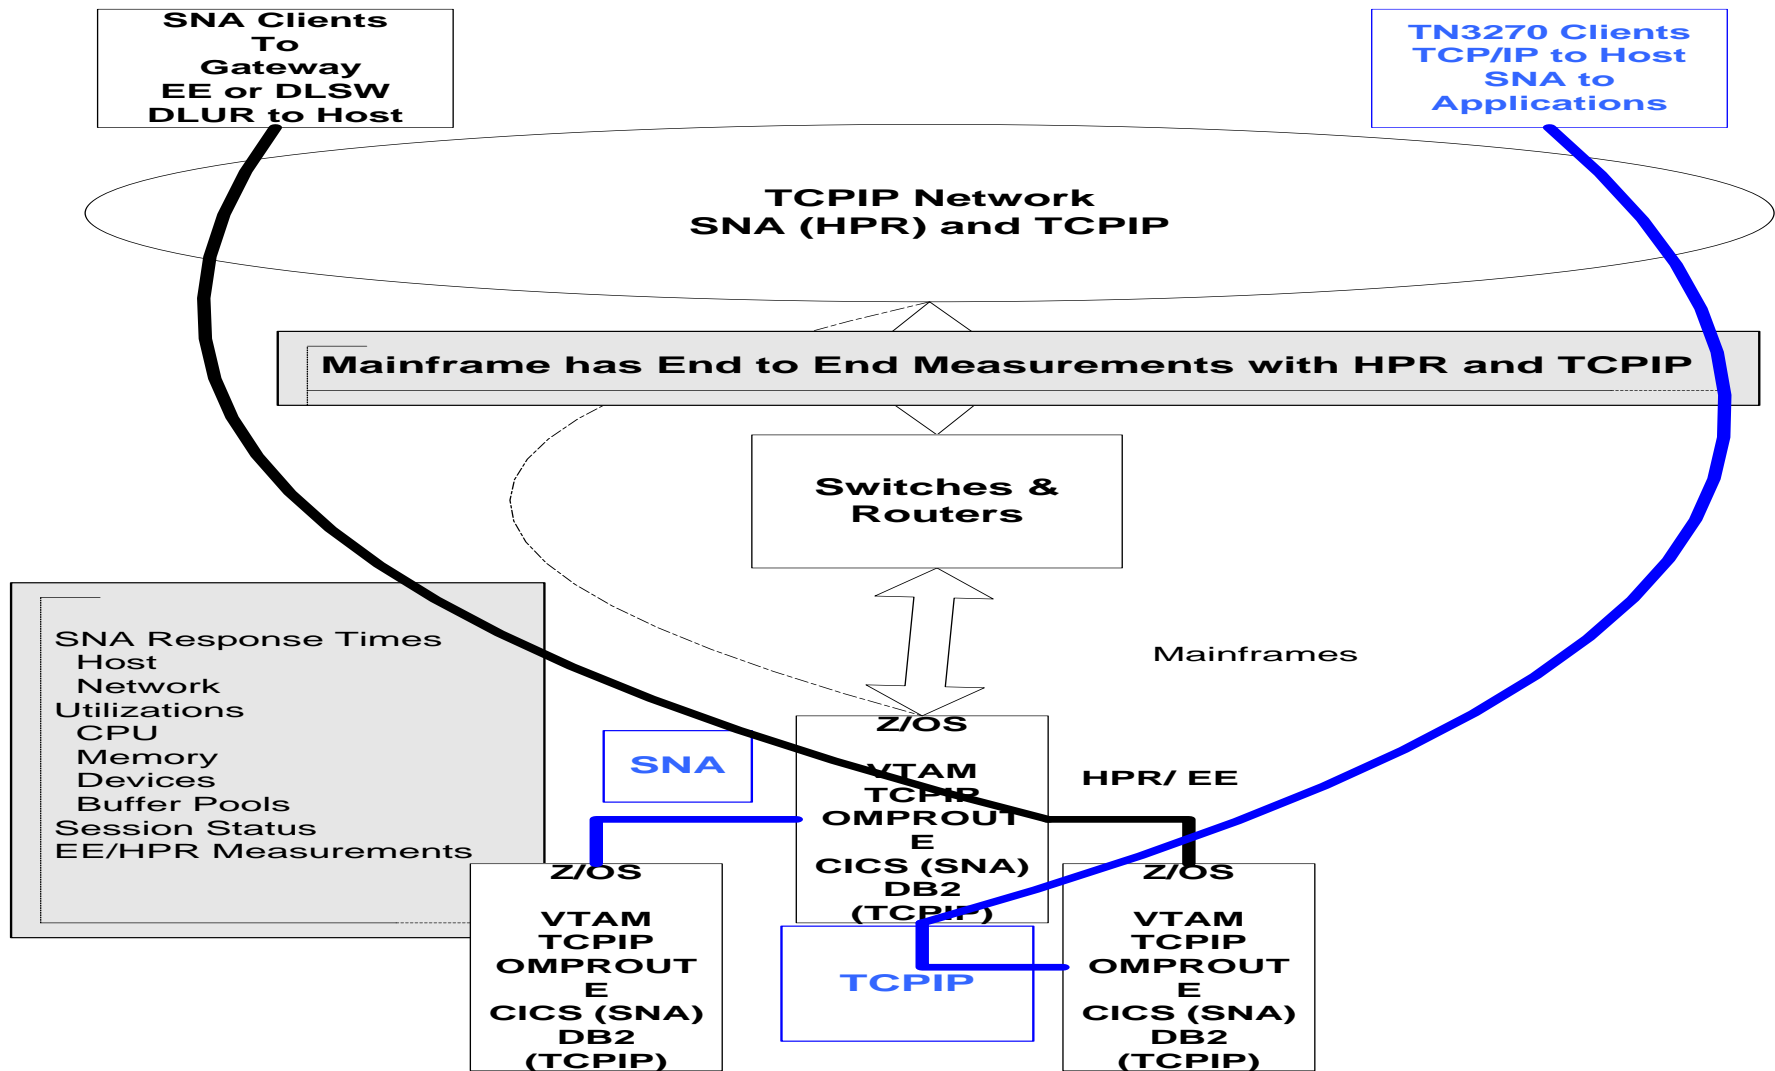 SNA Clients
To
Gateway
EE or DLSW
DLUR to Host
TN3270 Clients
TCP/IP to Host
SNA to
Applications
TCPIP Network
SNA (HPR) and TCPIP
Mainframe has End to End Measurements with HPR and TCPIP
Switches &
Routers
SNA Response Times
Host
Network
Utilizations
CPU
Memory
Devices
Buffer Pools
Session Status
EE/HPR Measurements
Mainframes
SNA
Z/OS
VTAM
TCPIP
OMPROUT
E
CICS (SNA)
DB2
(TCPIP)
HPR/ EE
Z/OS
VTAM
TCPIP
OMPROUT
E
CICS (SNA)
DB2
(TCPIP)
TCPIP
Z/OS
VTAM
TCPIP
OMPROUT
E
CICS (SNA)
DB2
(TCPIP)